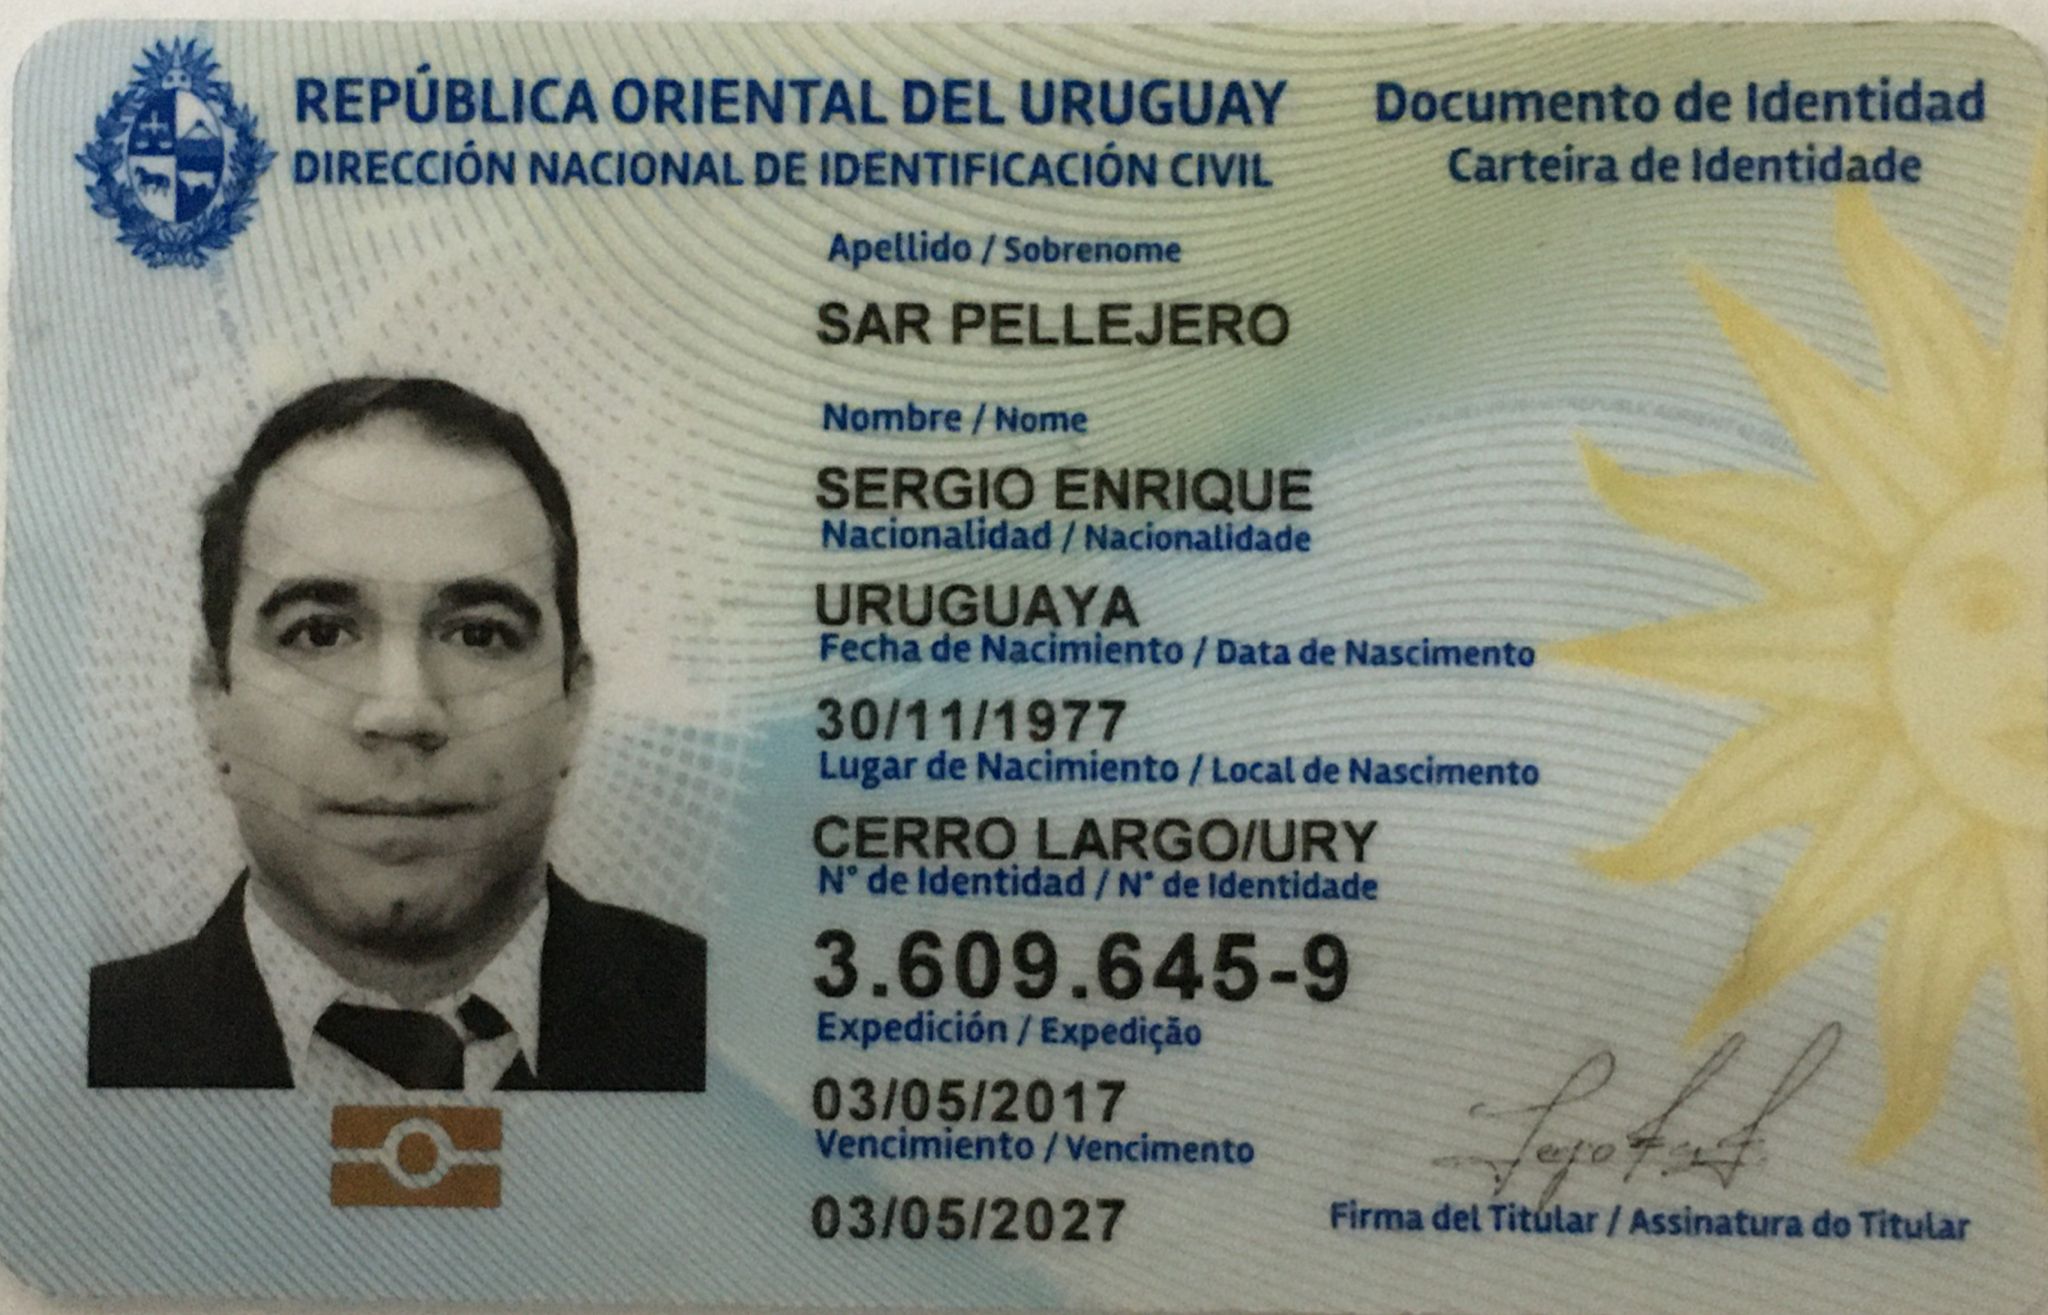 REPÚBLICA ORIENTAL DEL URUGUAY
DIRECCIÓN NACIONAL DE IDENTIFICACIÓN CIVIL
Documento de Identidad
Carteira de Identidade
Apellido / Sobrenome
SAR PELLEJERO
Nombre / Nome
SERGIO ENRIQUE
Nacionalidad / Nacionalidade
URUGUAYA
Fecha de Nacimiento / Data de Nascimento
30/11/1977
Lugar de Nacimiento / Local de Nascimento
CERRO LARGO/URY
N° de Identidad / N° de Identidade
3.609.645-9
Expedición / Expedição
03/05/2017
Vencimiento / Vencimento
03/05/2027
Firma del Titular / Assinatura do Titular